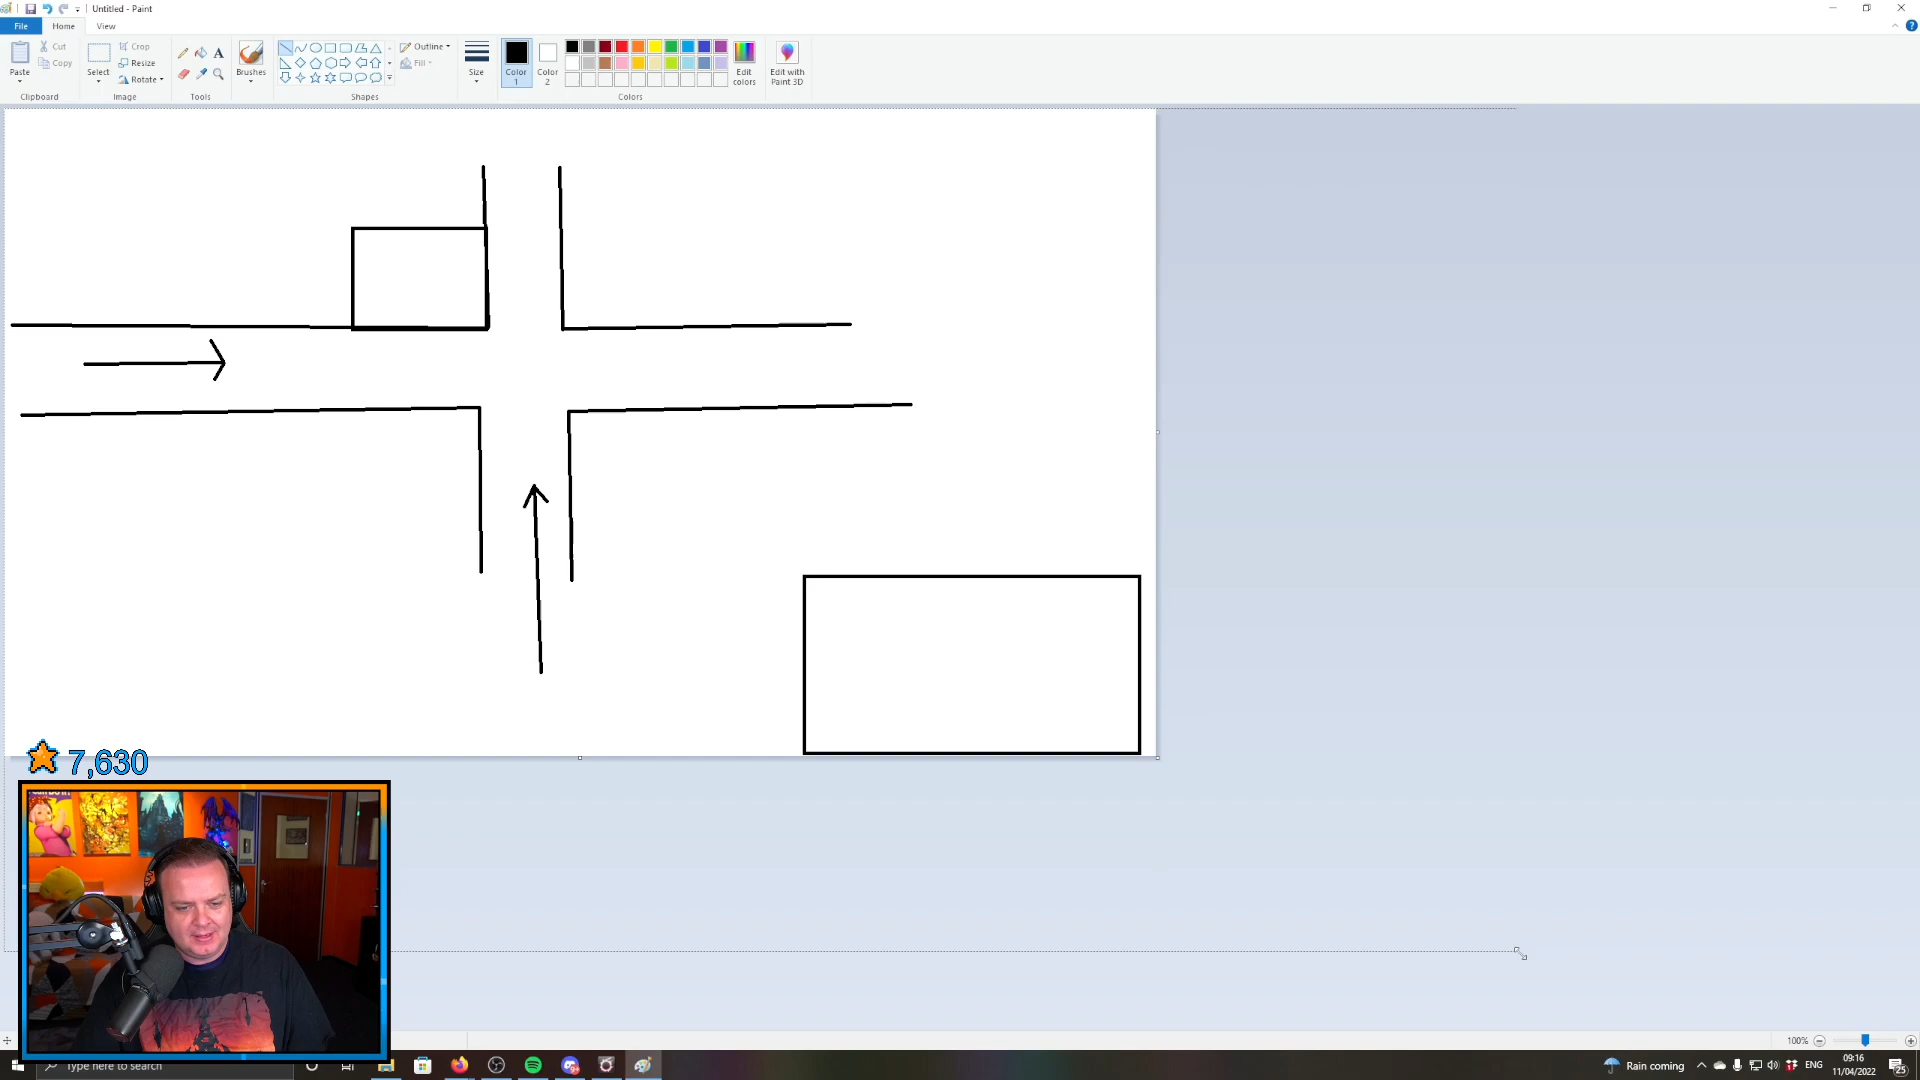 Untitled - Paint
File
Home
View
Paste
Cut
Copy
Clipboard
Select
Crop
Resize
Rotate
Image
A
Tools
Brushes
Shapes
Outline
Fill
Size
Color
1
Color
2
Edit
colors
Edit with
Paint 3D
Colors
7,630
100%
Type here to search
Rain coming
ENG
09:16
11/04/2022
25